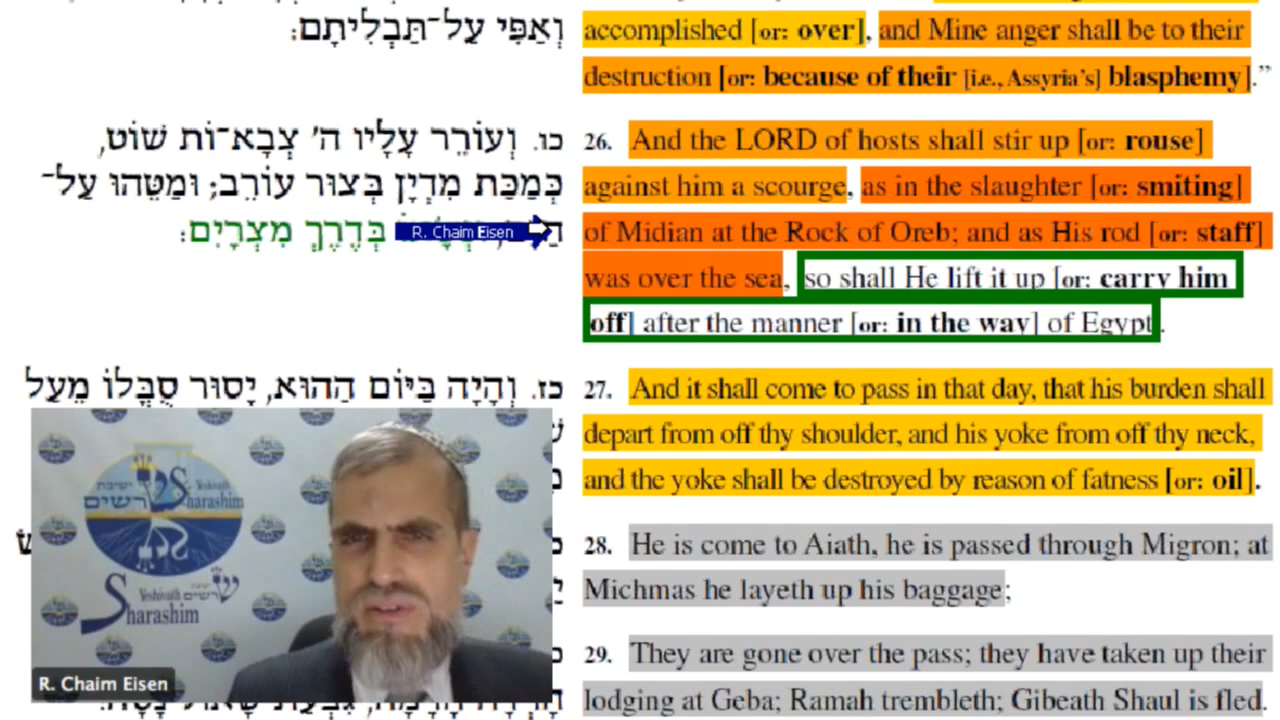 וְאַפִּי עַל־תַּבְלִיתָם:
accomplished [or: over], and Mine anger shall be to their
destruction [or: because of their [i.e., Assyria's] blasphemy].”
כו. וְעוֹרֵר עָלָיו ה' צְבָא־וֹת שׁוֹט,
כְּמַכַּת מִדְיָן בְּצוּר עוֹרֵב; וּמַטֵּהוּ עַל־
בְּדֶרֶךְ מִצְרָיִם:
R. Chaim Eisen
26. And the LORD of hosts shall stir up [or: rouse]
against him a scourge, as in the slaughter [or: smiting]
of Midian at the Rock of Oreb; and as His rod [or: staff]
was over the sea, so shall He lift it up [or: carry him
off] after the manner [or: in the way] of Egypt.
כז. וְהָיָה בַּיּוֹם הַהוּא, יָסוּר סֻבֳּלוֹ מֵעַל
27. And it shall come to pass in that day, that his burden shall
depart from off thy shoulder, and his yoke from off thy neck,
and the yoke shall be destroyed by reason of fatness [or: oil].
28. He is come to Aiath, he is passed through Migron; at
Michmas he layeth up his baggage;
29. They are gone over the pass; they have taken up their
lodging at Geba; Ramah trembleth; Gibeath Shaul is fled.
ישיבת
שרשים
Yeshivath
Sharashim
Yeshivath
שרשים
Sharashim
R. Chaim Eisen